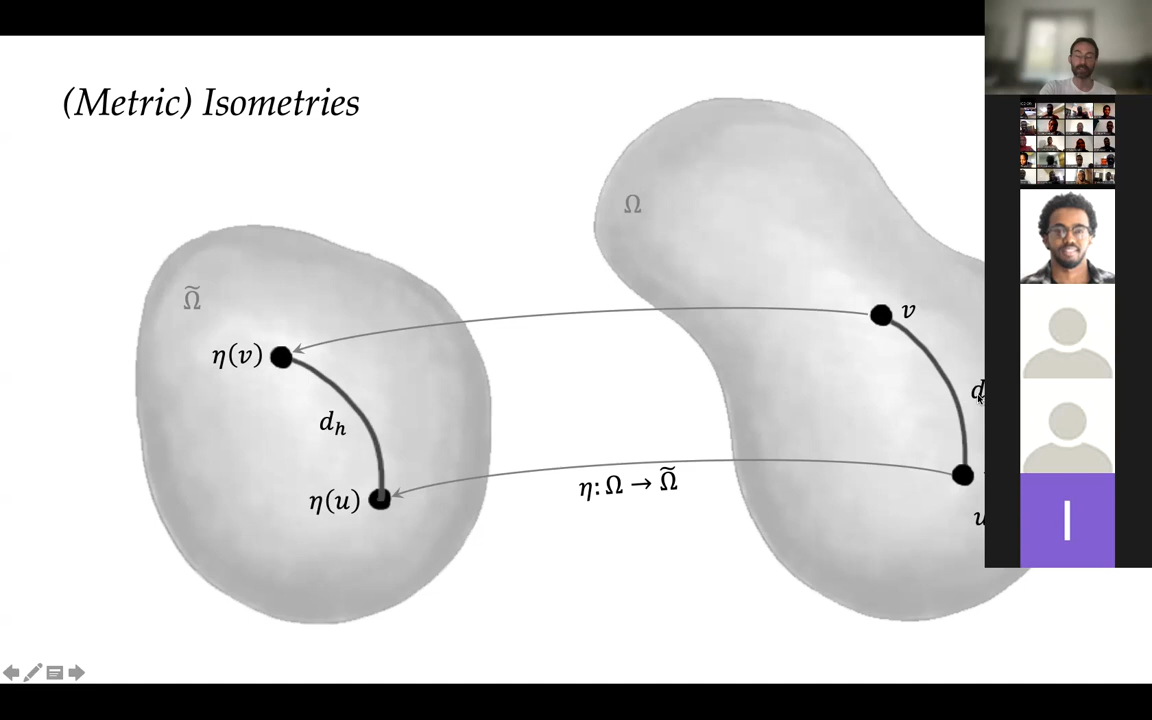 (Metric) Isometries
Ω
Ω̃
v
η(v)
d
d_h
η(u)
η: Ω → Ω̃
u
I